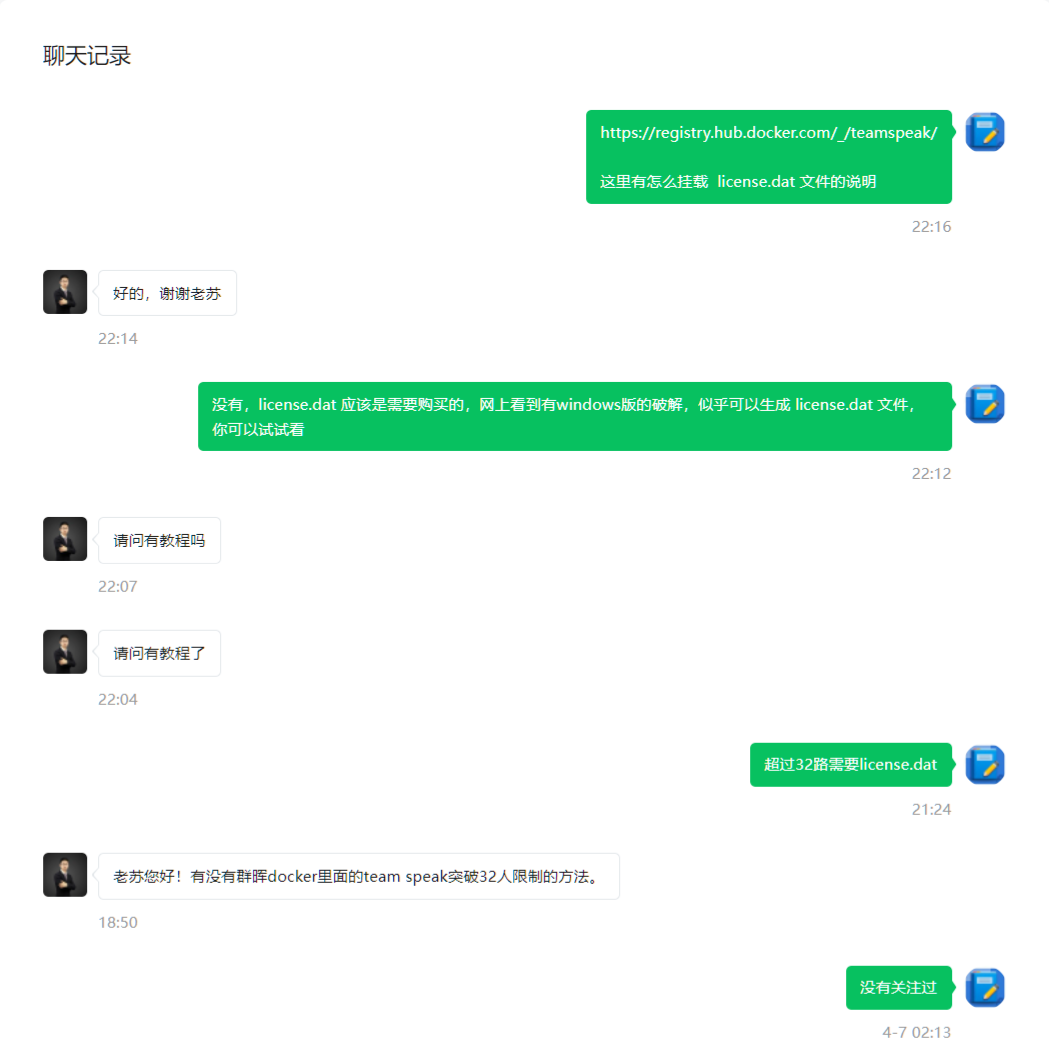 聊天记录
https://registry.hub.docker.com/_/teamspeak/
这里有怎么挂载  license.dat 文件的说明
22:16
好的，谢谢老苏
22:14
没有，license.dat 应该是需要购买的，网上看到有windows版的破解，似乎可以生成 license.dat 文件，
你可以试试看
22:12
请问有教程吗
22:07
请问有教程了
22:04
超过32路需要license.dat
21:24
老苏您好！有没有群晖docker里面的team speak突破32人限制的方法。
18:50
没有关注过
4-7 02:13